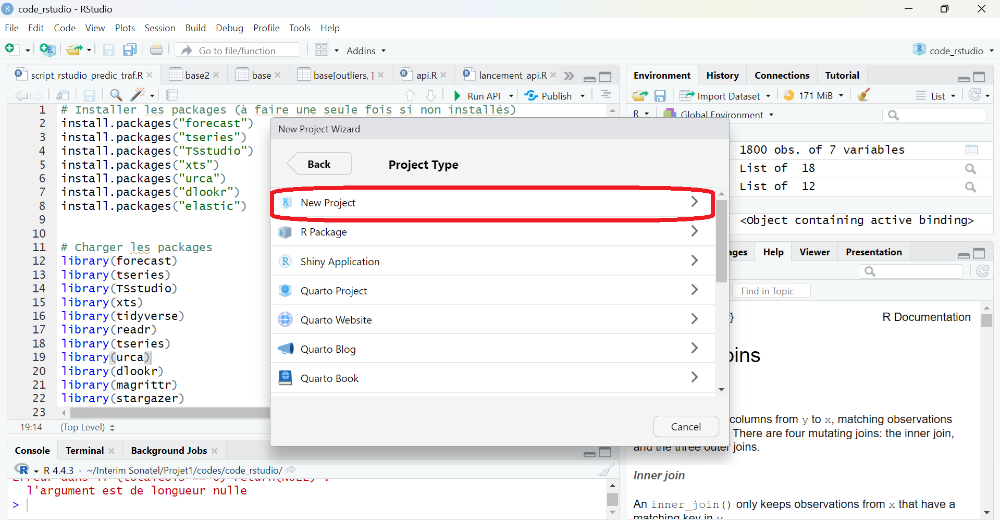 code_rstudio - RStudio
File Edit Code View Plots Session Build Debug Profile Tools Help
Go to file/function Addins code_rstudio
script_rstudio_predic_traf.R base2 base base[outliers, ] api.R lancement_api.R
Run API Publish
1 # Installer les packages (à faire une seule fois si non installés)
2 install.packages("forecast")
3 install.packages("tseries")
4 install.packages("TSstudio")
5 install.packages("xts")
6 install.packages("urca")
7 install.packages("dlookr")
8 install.packages("elastic")
9
10
11 # Charger les packages
12 library(forecast)
13 library(tseries)
14 library(TSstudio)
15 library(xts)
16 library(tidyverse)
17 library(readr)
18 library(tseries)
19 library(urca)
20 library(dlookr)
21 library(magrittr)
22 library(stargazer)
23
19:14 (Top Level)
Console Terminal Background Jobs
R 4.4.3 · ~/Interim Sonatel/Projet1/codes/code_rstudio/
l'argument est de longueur nulle
>
New Project Wizard
Back Project Type
New Project
R Package
Shiny Application
Quarto Project
Quarto Website
Quarto Blog
Quarto Book
Cancel
Environment History Connections Tutorial
Import Dataset 171 MiB List
R Global Environment
1800 obs. of 7 variables
List of 18
List of 12
<Object containing active binding>
ages Help Viewer Presentation
Find in Topic
} R Documentation
oins
columns from y to x, matching observations
There are four mutating joins: the inner join,
and the three outer joins.
Inner join
An inner_join() only keeps observations from x that have a
matching key in y